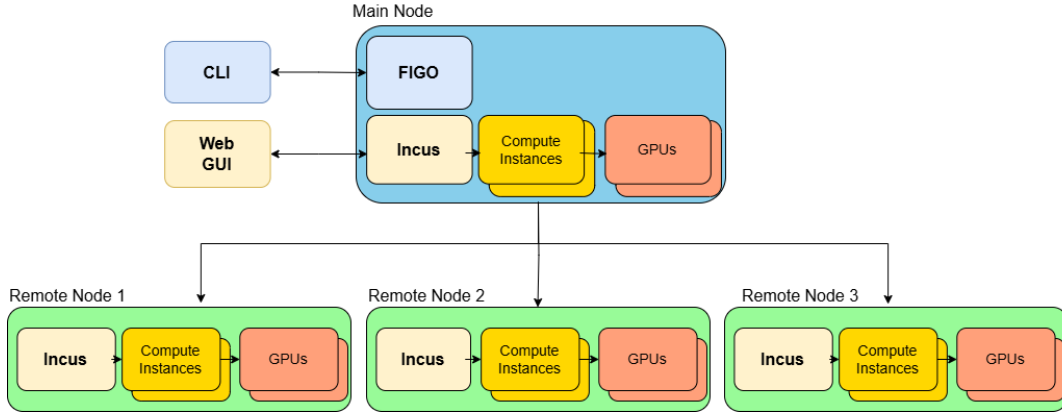 Main Node
CLI
FIGO
Web
GUI
Incus
Compute
Instances
GPUs
Remote Node 1
Incus
Compute
Instances
GPUs
Remote Node 2
Incus
Compute
Instances
GPUs
Remote Node 3
Incus
Compute
Instances
GPUs